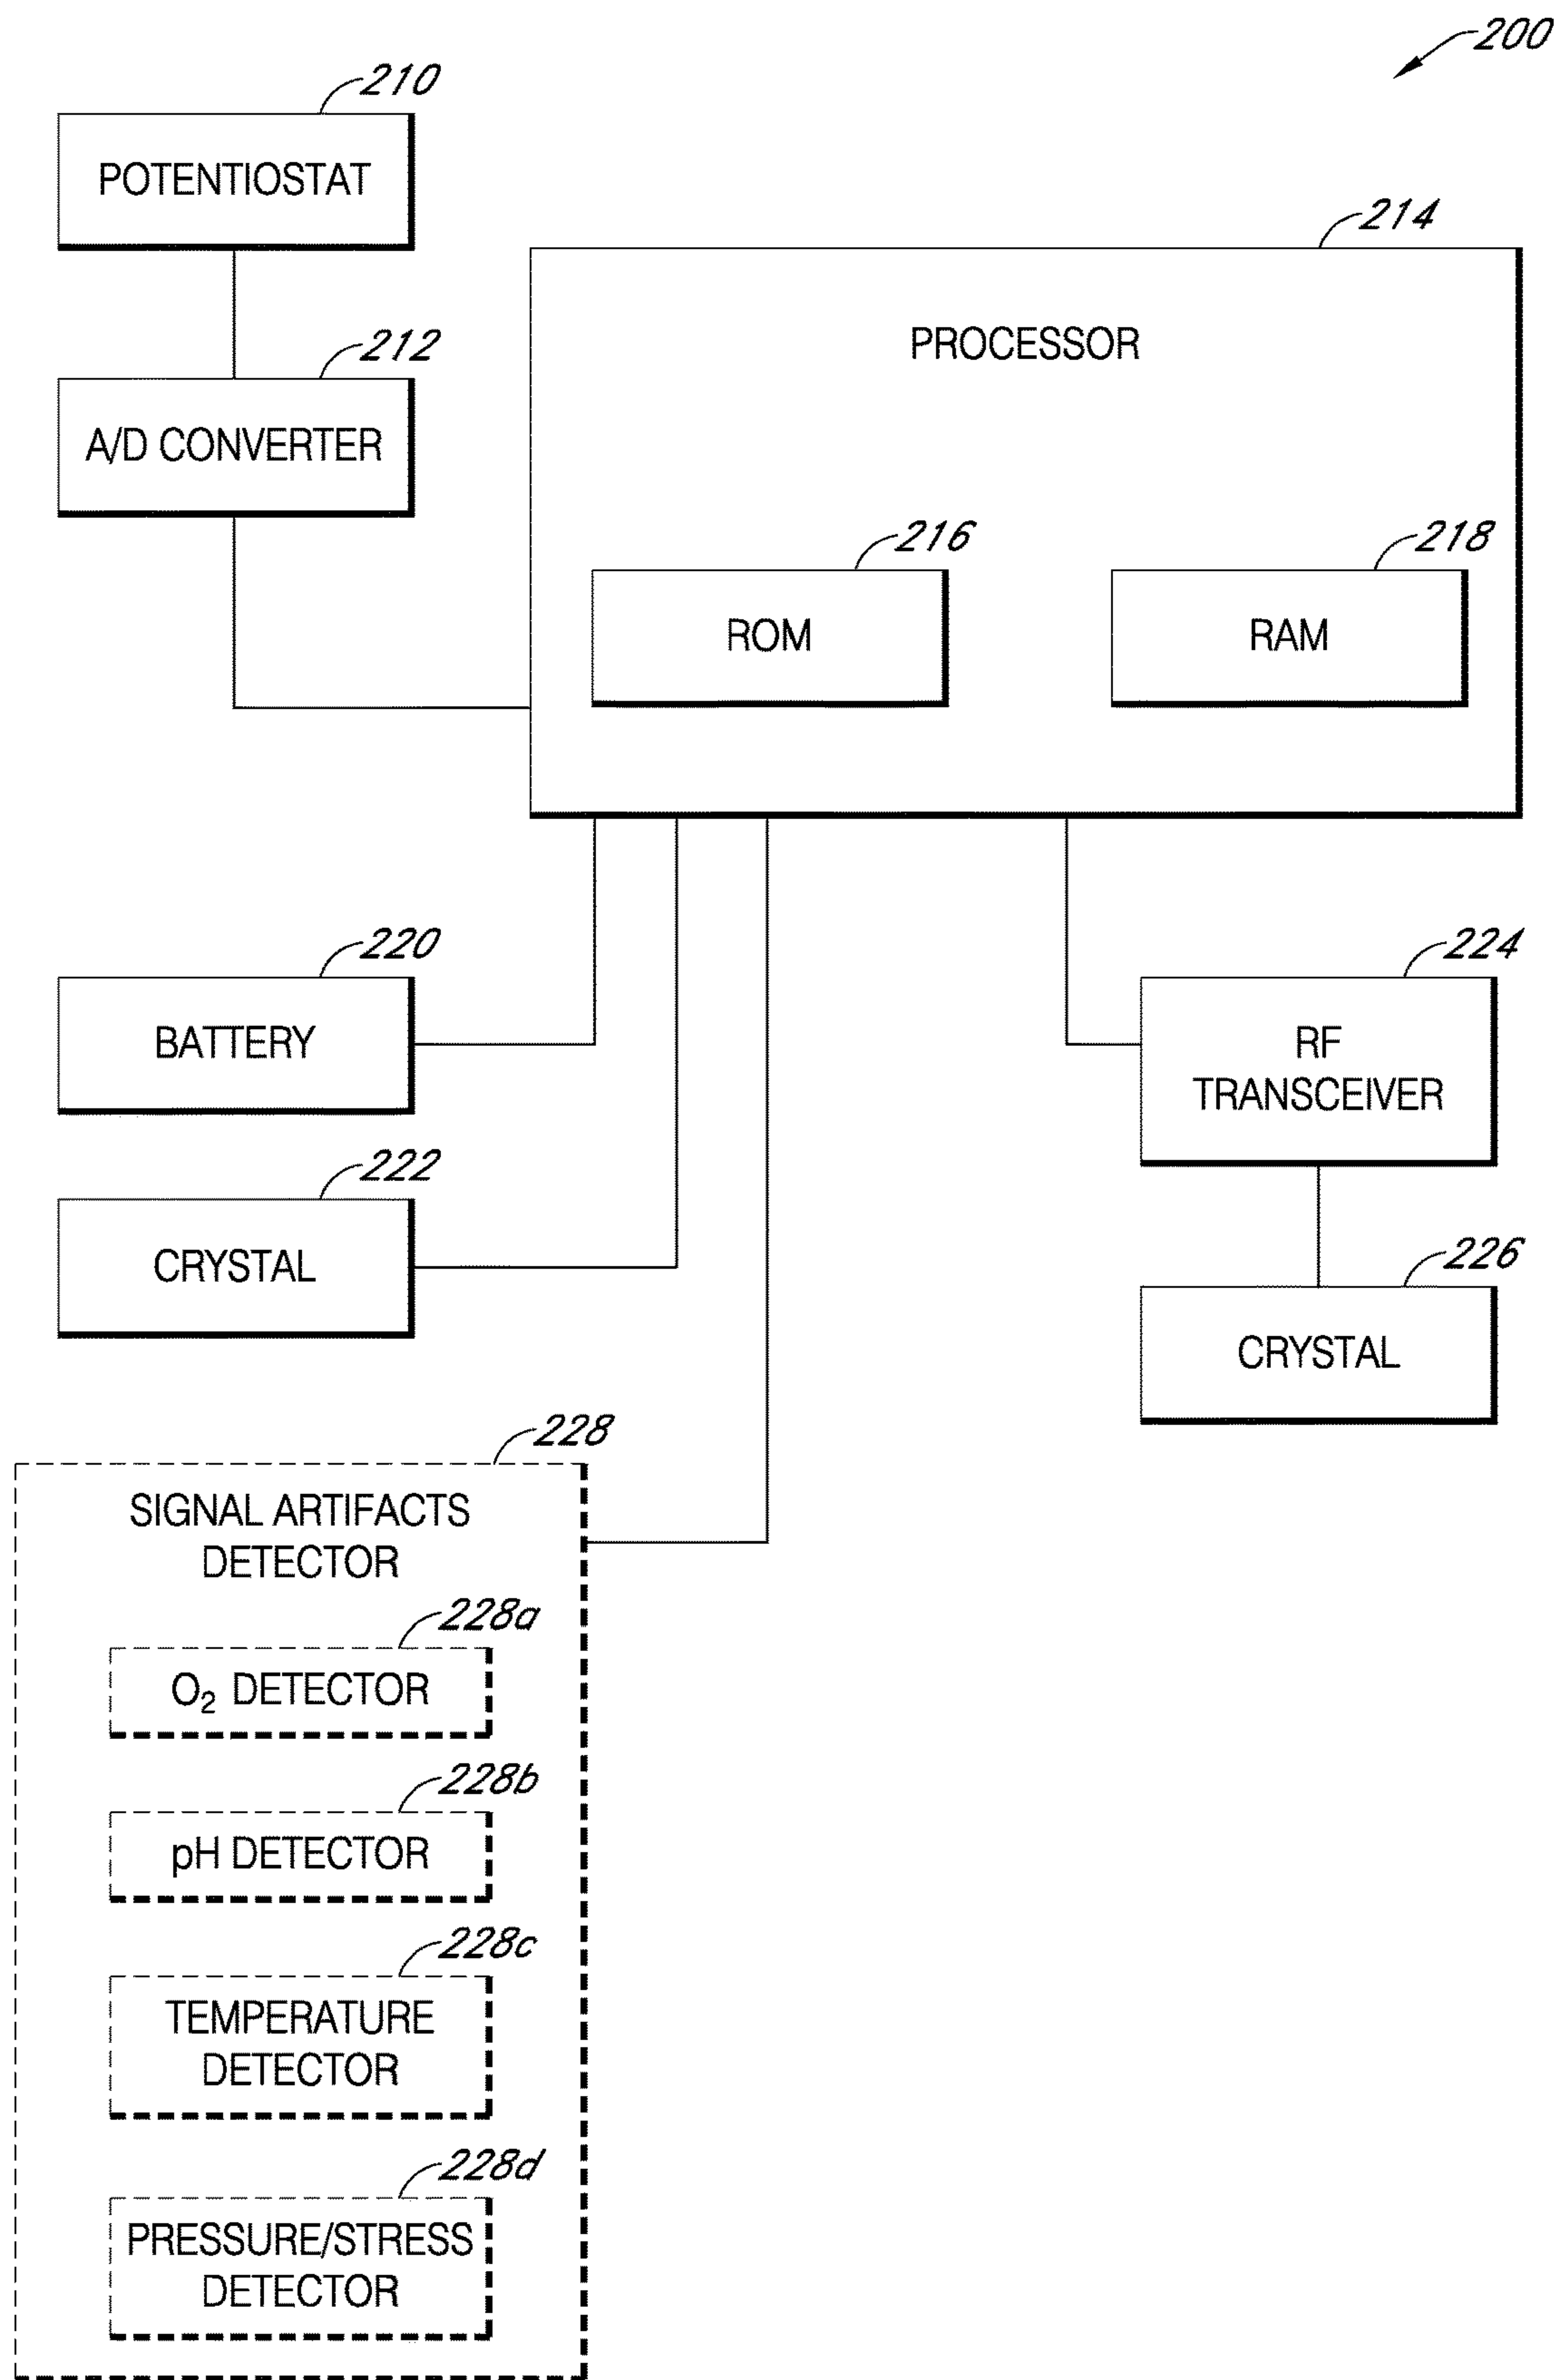 200
210
POTENTIOSTAT
214
PROCESSOR
212
A/D CONVERTER
216
ROM
218
RAM
220
BATTERY
224
RF
TRANSCEIVER
222
CRYSTAL
226
CRYSTAL
228
SIGNAL ARTIFACTS
DETECTOR
228a
O₂ DETECTOR
228b
pH DETECTOR
228c
TEMPERATURE
DETECTOR
228d
PRESSURE/STRESS
DETECTOR